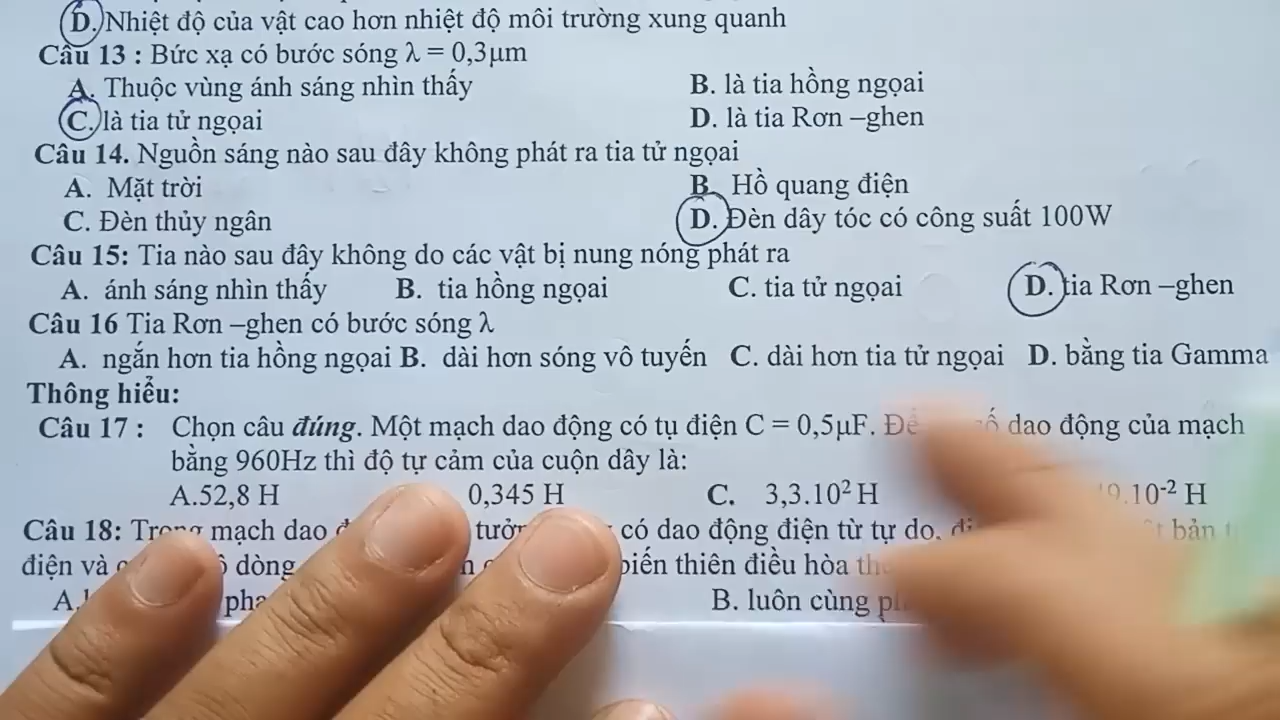 D. Nhiệt độ của vật cao hơn nhiệt độ môi trường xung quanh
Câu 13 : Bức xạ có bước sóng λ = 0,3μm
A. Thuộc vùng ánh sáng nhìn thấy B. là tia hồng ngọai
C. là tia tử ngọai D. là tia Rơn –ghen
Câu 14. Nguồn sáng nào sau đây không phát ra tia tử ngọai
A. Mặt trời B. Hồ quang điện
C. Đèn thủy ngân D. Đèn dây tóc có công suất 100W
Câu 15: Tia nào sau đây không do các vật bị nung nóng phát ra
A. ánh sáng nhìn thấy B. tia hồng ngọai C. tia tử ngọai D. tia Rơn –ghen
Câu 16 Tia Rơn –ghen có bước sóng λ
A. ngắn hơn tia hồng ngọai B. dài hơn sóng vô tuyến C. dài hơn tia tử ngọai D. bằng tia Gamma
Thông hiểu:
Câu 17 : Chọn câu đúng. Một mạch dao động có tụ điện C = 0,5μF. dao động của mạch
bằng 960Hz thì độ tự cảm của cuộn dây là:
A.52,8 H 0,345 H C. 3,3.10² H .10⁻² H
Câu 18: mạch dao có dao động điện từ tự do, bản
điện và dòng biến thiên điều hòa
A. pha B. luôn cùng